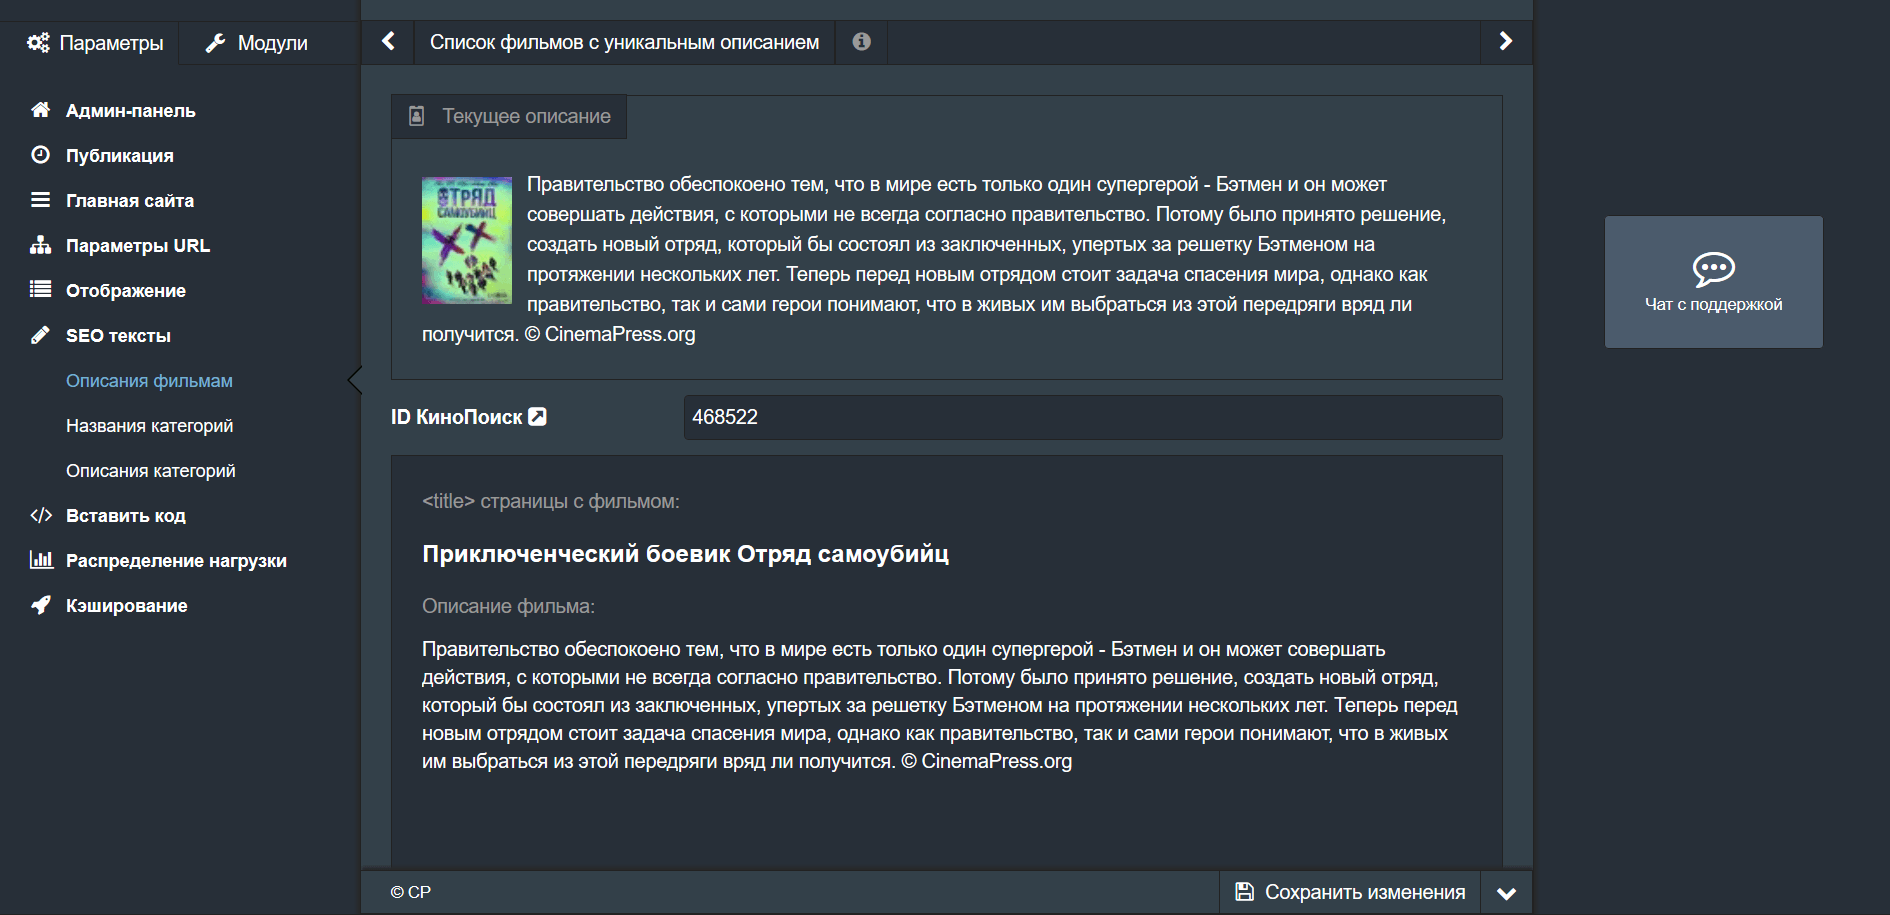 Параметры
Модули
Список фильмов с уникальным описанием
Админ-панель
Публикация
Главная сайта
Параметры URL
Отображение
SEO тексты
Описания фильмам
Названия категорий
Описания категорий
Вставить код
Распределение нагрузки
Кэширование
Текущее описание
ОТРЯД
САМОУБИЙЦ
Правительство обеспокоено тем, что в мире есть только один супергерой - Бэтмен и он может
совершать действия, с которыми не всегда согласно правительство. Потому было принято решение,
создать новый отряд, который бы состоял из заключенных, упертых за решетку Бэтменом на
протяжении нескольких лет. Теперь перед новым отрядом стоит задача спасения мира, однако как
правительство, так и сами герои понимают, что в живых им выбраться из этой передряги вряд ли
получится. © CinemaPress.org
ID КиноПоиск
468522
<title> страницы с фильмом:
Приключенческий боевик Отряд самоубийц
Описание фильма:
Правительство обеспокоено тем, что в мире есть только один супергерой - Бэтмен и он может совершать
действия, с которыми не всегда согласно правительство. Потому было принято решение, создать новый отряд,
который бы состоял из заключенных, упертых за решетку Бэтменом на протяжении нескольких лет. Теперь перед
новым отрядом стоит задача спасения мира, однако как правительство, так и сами герои понимают, что в живых
им выбраться из этой передряги вряд ли получится. © CinemaPress.org
Чат с поддержкой
© CP
Сохранить изменения